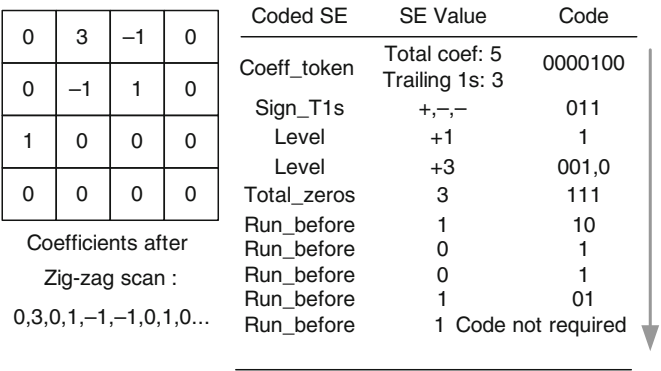 0 3 –1 0
0 –1 1 0
1 0 0 0
0 0 0 0
Coefficients after
Zig-zag scan :
0,3,0,1,–1,–1,0,1,0...
Coded SE SE Value Code
Coeff_token Total coef: 5 0000100
Trailing 1s: 3
Sign_T1s +,–,– 011
Level +1 1
Level +3 001,0
Total_zeros 3 111
Run_before 1 10
Run_before 0 1
Run_before 0 1
Run_before 1 01
Run_before 1 Code not required